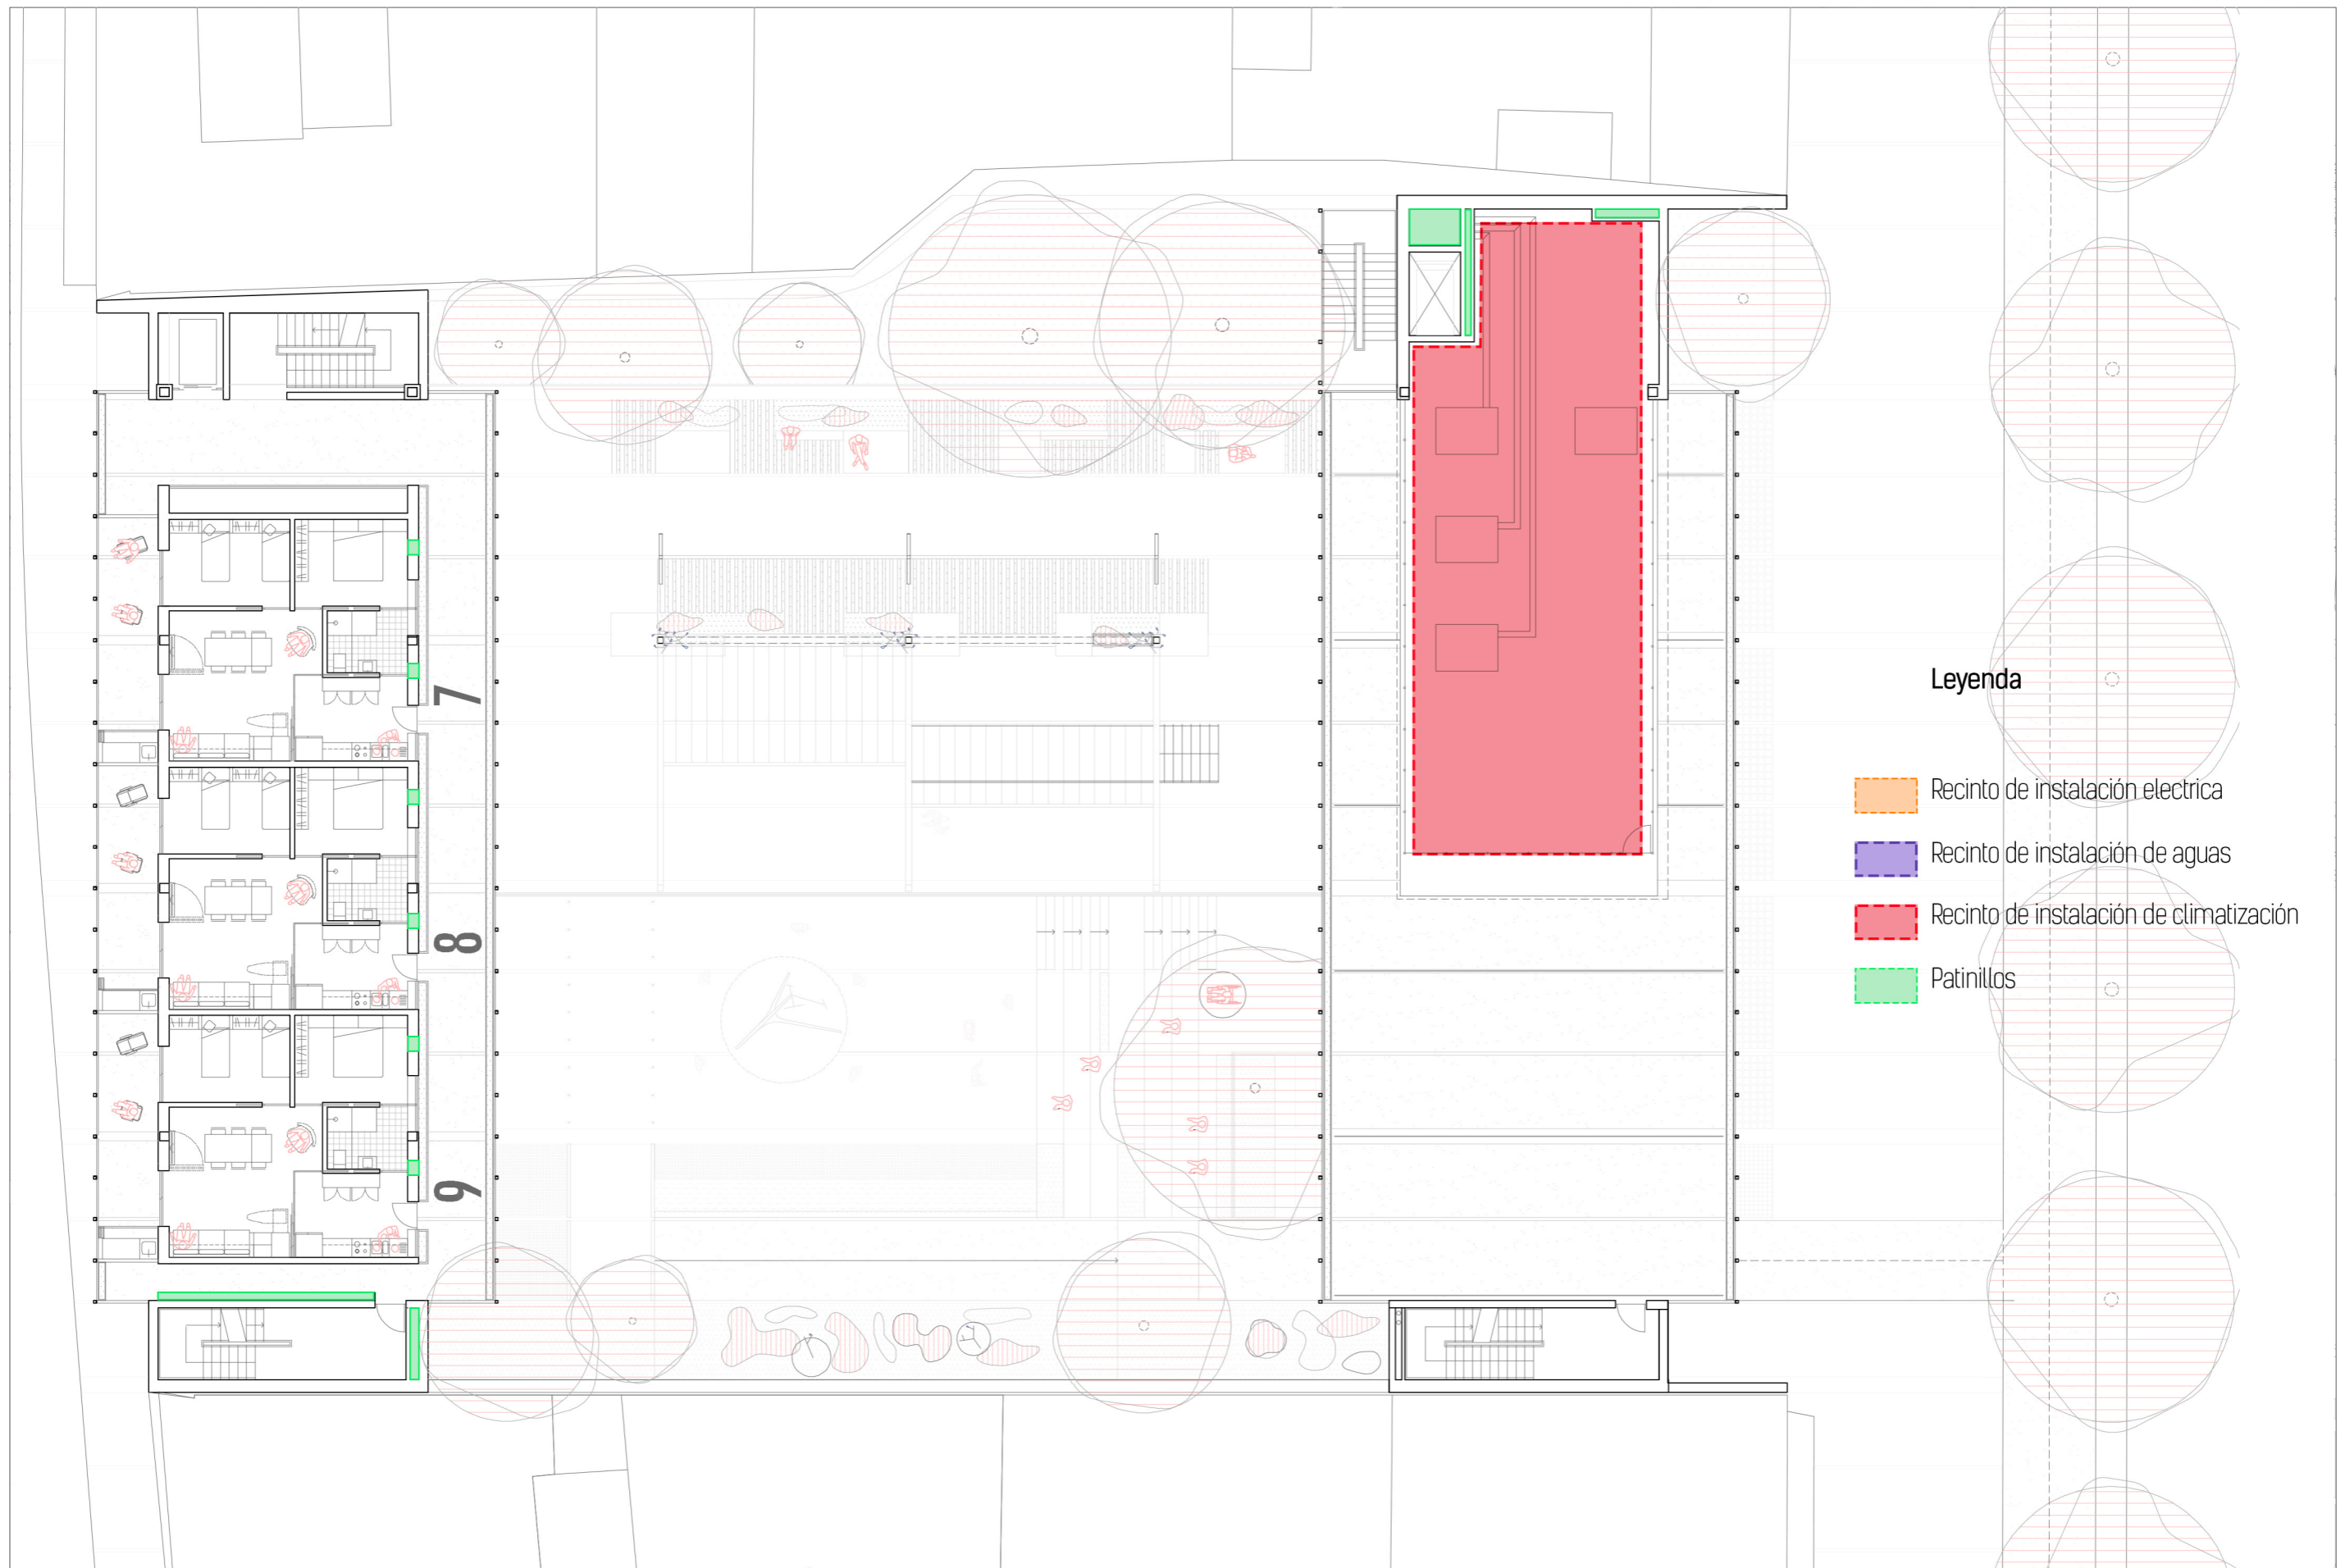 7
8
9
Leyenda
Recinto de instalación electrica
Recinto de instalación de aguas
Recinto de instalación de climatización
Patinillos